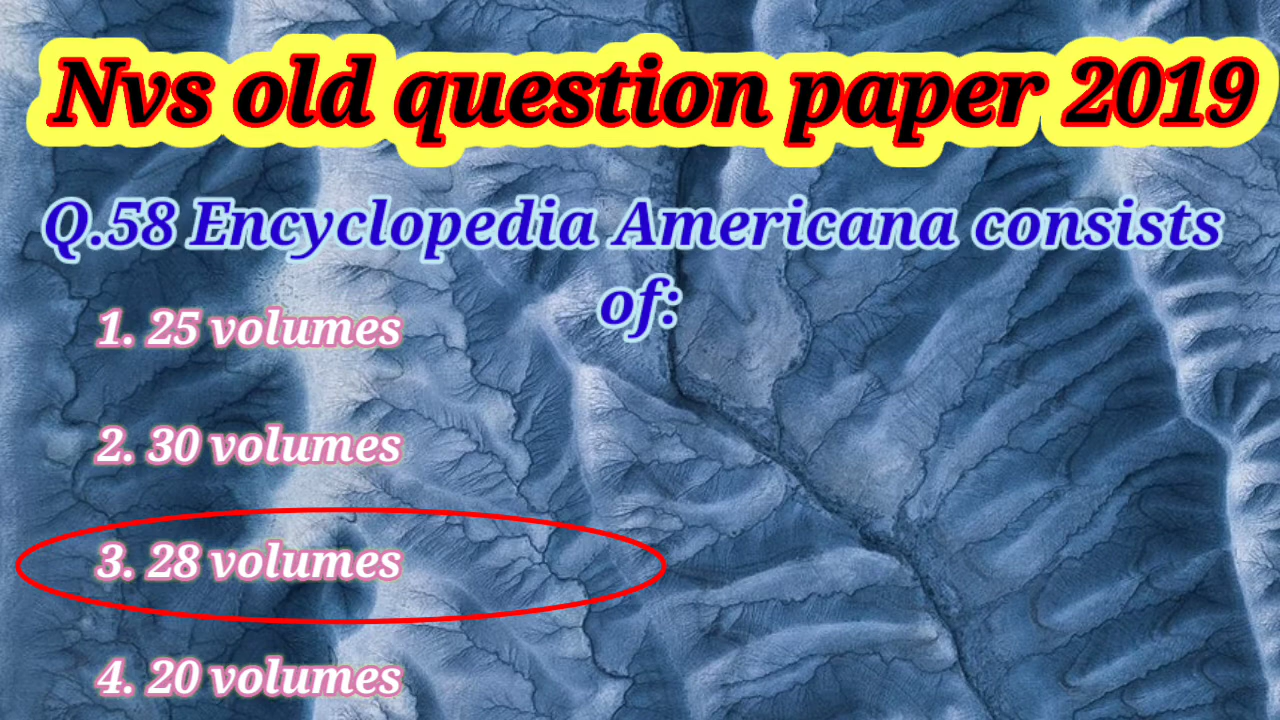 Nvs old question paper 2019
Q.58 Encyclopedia Americana consists
of:
1. 25 volumes
2. 30 volumes
3. 28 volumes
4. 20 volumes